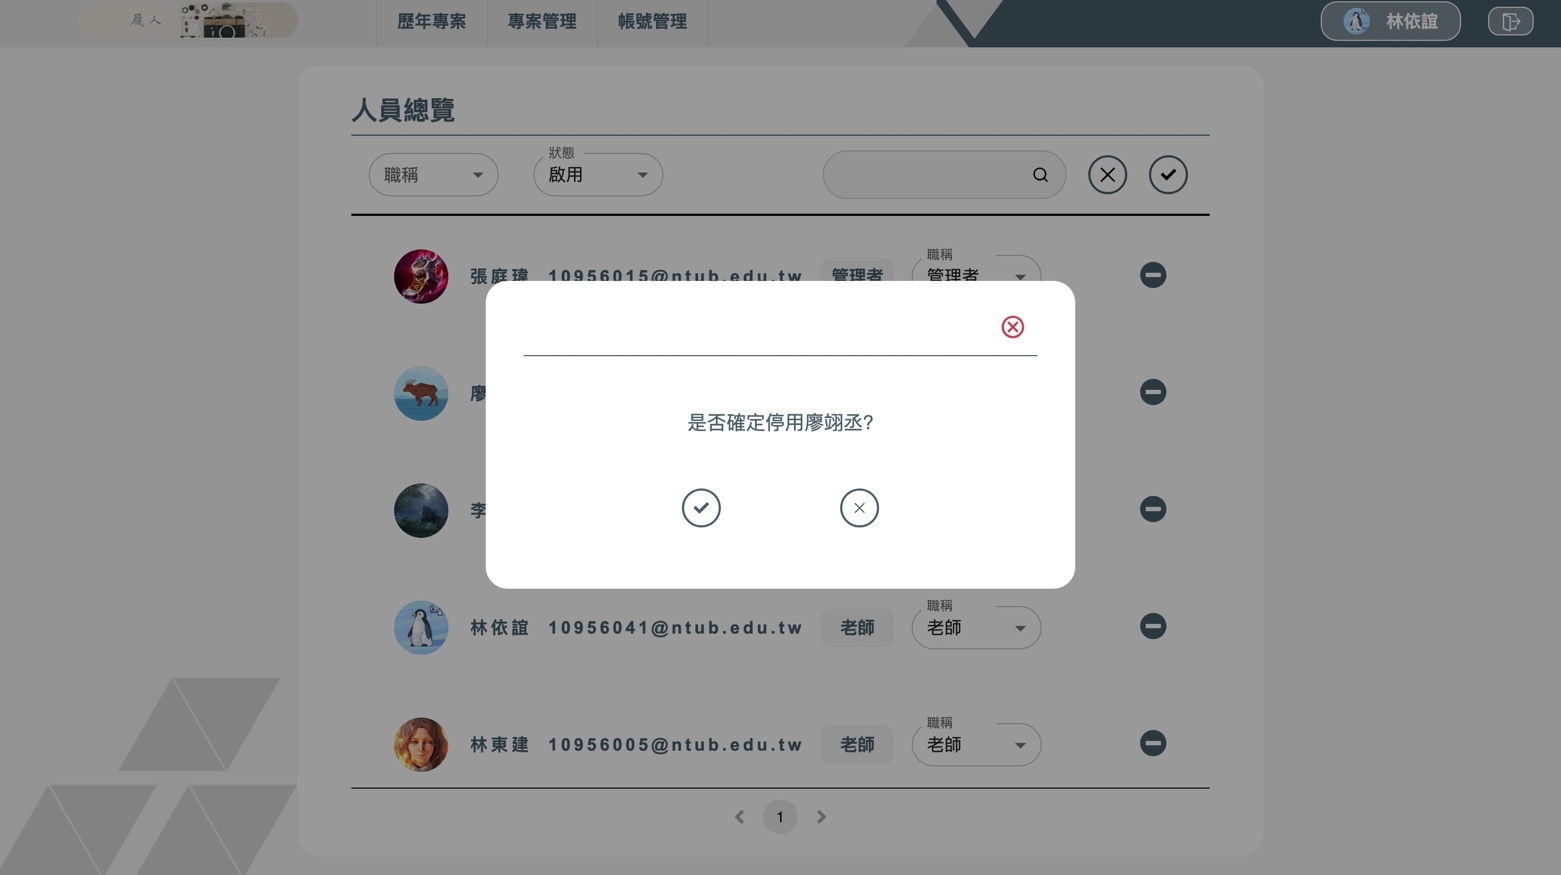 履人
歷年專案
專案管理
帳號管理
林依誼
人員總覽
職稱
狀態
啟用
職稱
張庭瑋 10956015@ntub.edu.tw 管理者 管理者
廖
是否確定停用廖翊丞?
李
職稱
林依誼 10956041@ntub.edu.tw 老師 老師
職稱
林東建 10956005@ntub.edu.tw 老師 老師
1